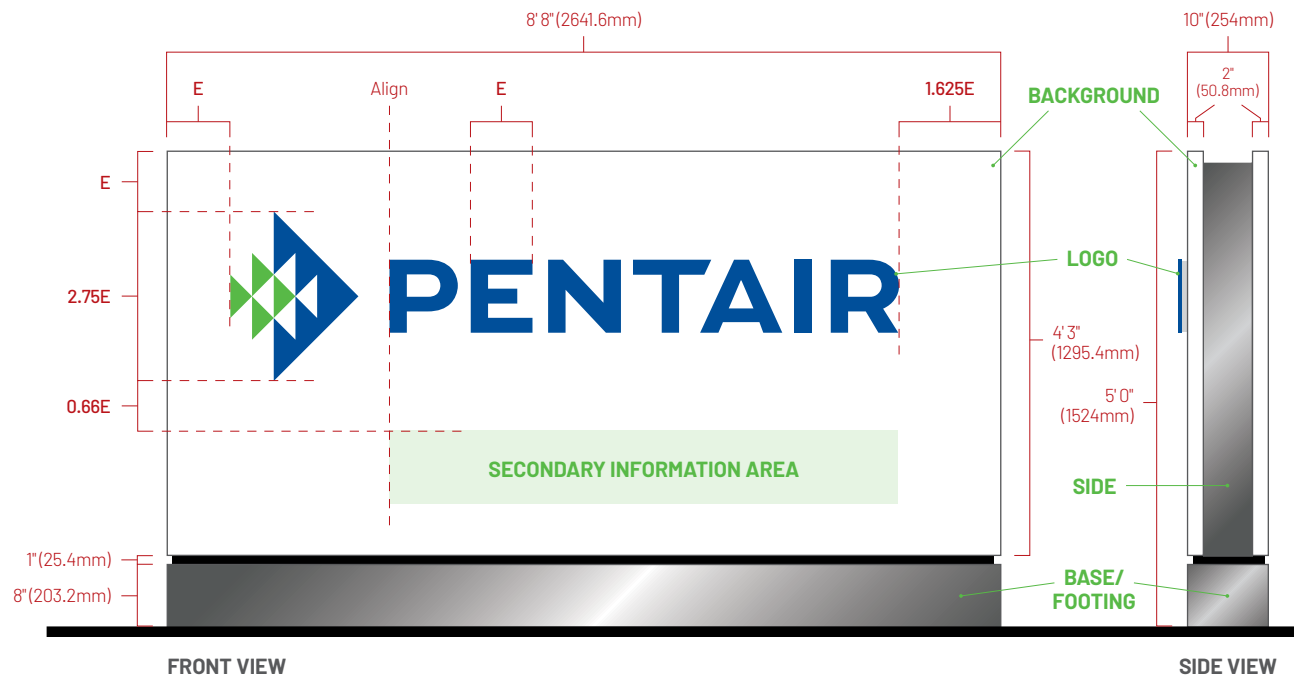 8' 8" (2641.6mm)
10" (254mm)
E
Align
E
1.625E
2"
(50.8mm)
BACKGROUND
E
PENTAIR
LOGO
2.75E
4' 3"
(1295.4mm)
5' 0"
(1524mm)
0.66E
SECONDARY INFORMATION AREA
SIDE
1" (25.4mm)
8" (203.2mm)
BASE/
FOOTING
FRONT VIEW
SIDE VIEW